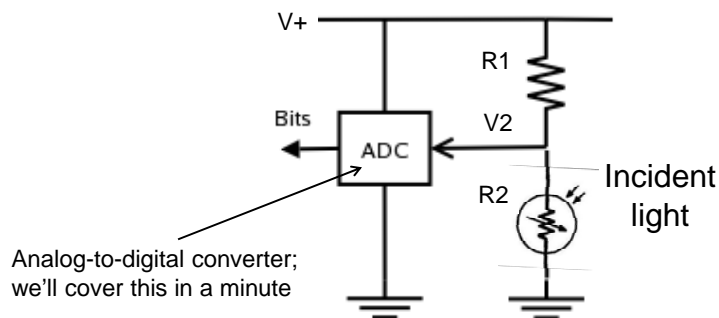 V+
R1
Bits
V2
ADC
R2
Incident
light
Analog-to-digital converter;
we'll cover this in a minute